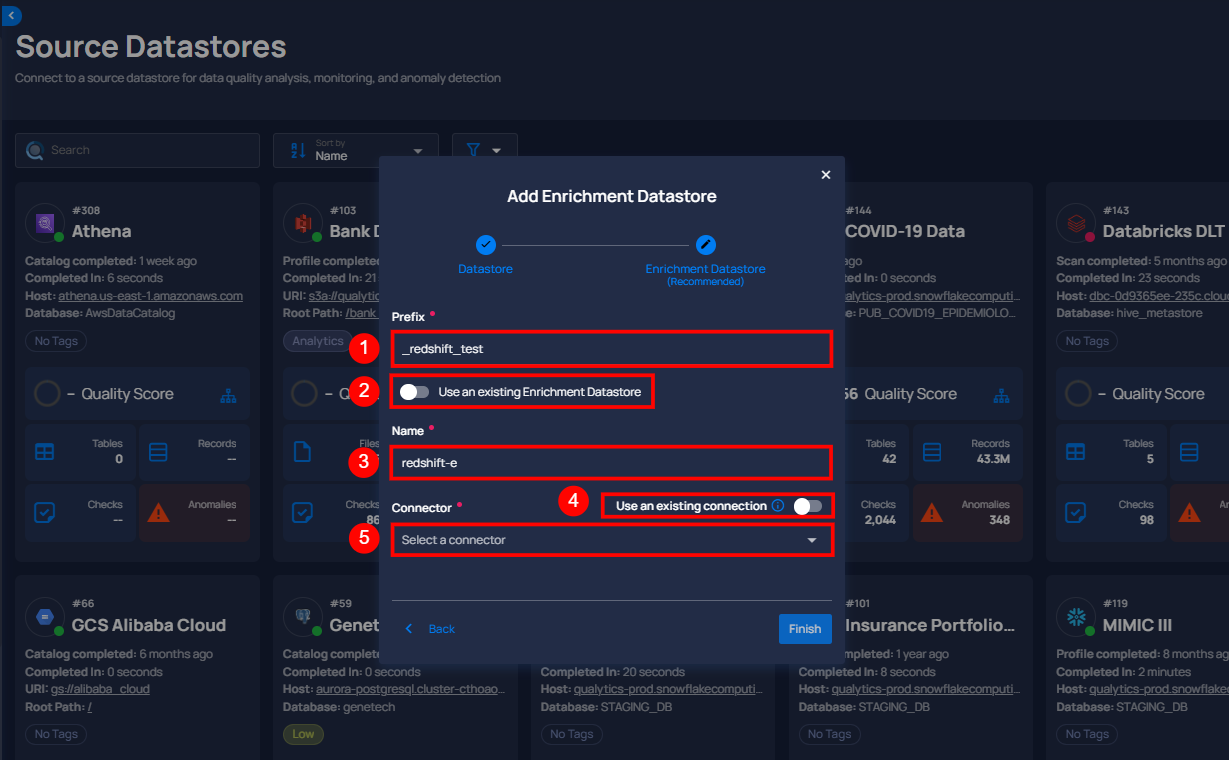 Source Datastores
Connect to a source datastore for data quality analysis, monitoring, and anomaly detection
Search
Sort by
Name
Add Enrichment Datastore
Datastore
Enrichment Datastore
(Recommended)
Prefix
1
_redshift_test
2
Use an existing Enrichment Datastore
Name
3
redshift-e
Connector
4
Use an existing connection
5
Select a connector
Back
Finish
#308
Athena
Catalog completed: 1 week ago
Completed In: 6 seconds
Host: athena.us-east-1.amazonaws.com
Database: AwsDataCatalog
No Tags
– Quality Score
Tables
0
Records
--
Checks
--
Anomalies
--
#103
Bank
Profile complete
Completed In: 21
URI: s3a://qualytic
Root Path: /bank_
Analytics
–
Files
Checks
86
#144
COVID-19 Data
ago
d In: 0 seconds
alytics-prod.snowflakecomputi...
e: PUB_COVID19_EPIDEMIOLO...
56 Quality Score
Tables
42
Records
43.3M
Checks
2,044
Anomalies
348
#143
Databricks DLT
Scan completed: 5 months ago
Completed In: 23 seconds
Host: dbc-0d9365ee-235c.clou
Database: hive_metastore
No Tags
– Quality Score
Tables
5
Checks
98
#66
GCS Alibaba Cloud
Catalog completed: 6 months ago
Completed In: 0 seconds
URI: gs://alibaba_cloud
Root Path: /
No Tags
#59
Genet
Catalog complet
Completed In: 0 seconds
Host: aurora-postgresql.cluster-cthoao...
Database: genetech
Low
Completed In: 20 seconds
Host: qualytics-prod.snowflakecomputi...
Database: STAGING_DB
No Tags
#101
Insurance Portfolio...
mpleted: 1 year ago
Completed In: 8 seconds
Host: qualytics-prod.snowflakecomputi...
Database: STAGING_DB
No Tags
#119
MIMIC III
Profile completed: 8 months ag
Completed In: 2 minutes
Host: qualytics-prod.snowflake
Database: STAGING_DB
No Tags